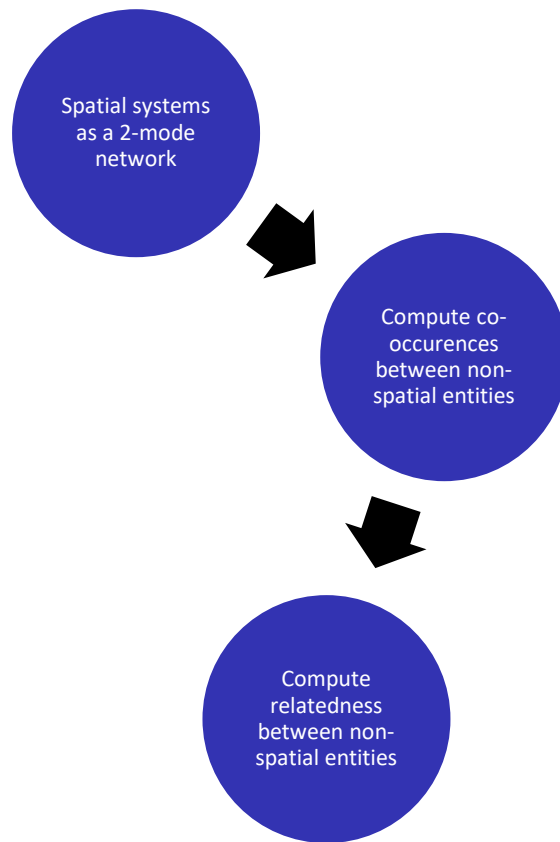 Spatial systems
as a 2-mode
network
Compute co-
occurences
between non-
spatial entities
Compute
relatedness
between non-
spatial entities